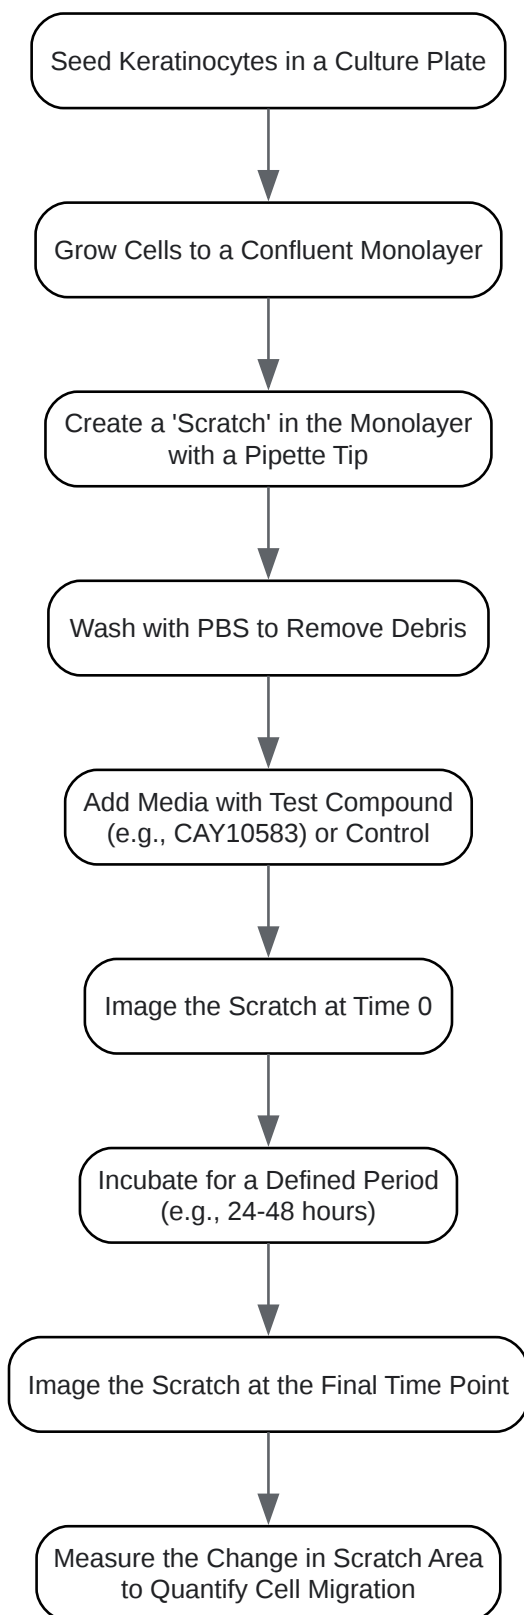 Seed Keratinocytes in a Culture Plate
Grow Cells to a Confluent Monolayer
Create a 'Scratch' in the Monolayer
with a Pipette Tip
Wash with PBS to Remove Debris
Add Media with Test Compound
(e.g., CAY10583) or Control
Image the Scratch at Time 0
Incubate for a Defined Period
(e.g., 24-48 hours)
Image the Scratch at the Final Time Point
Measure the Change in Scratch Area
to Quantify Cell Migration